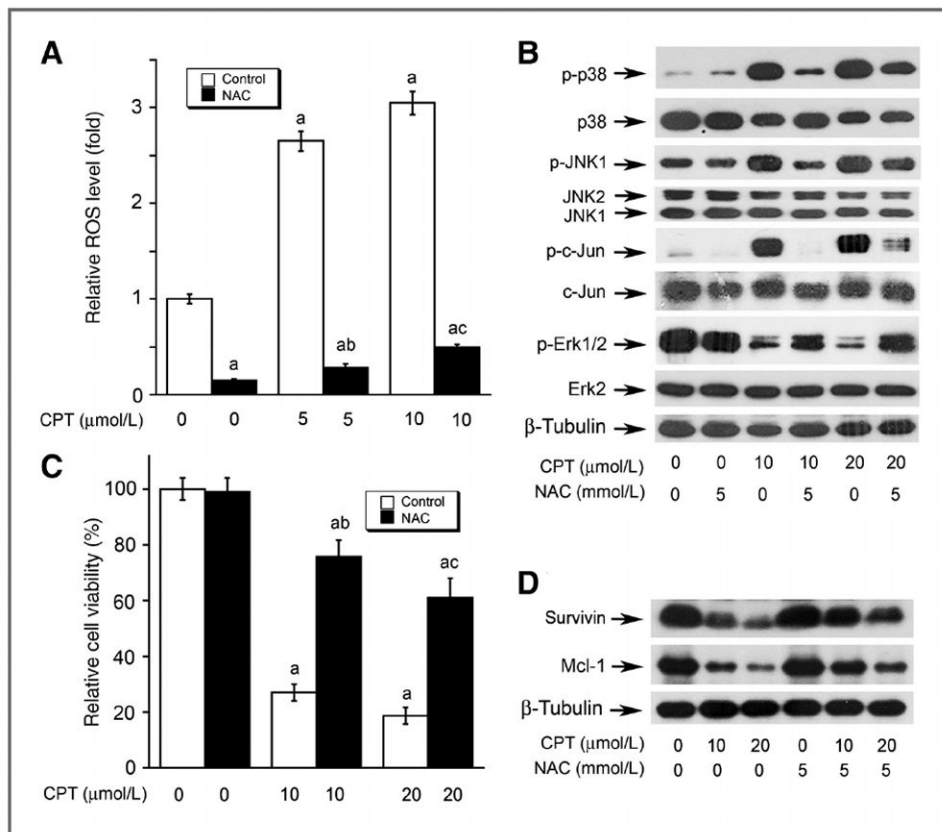 A
Control
NAC
Relative ROS level (fold)
3
2
1
0
a
a
a
ab
ac
CPT (μmol/L) 0 0 5 5 10 10
B
p-p38
p38
p-JNK1
JNK2
JNK1
p-c-Jun
c-Jun
p-Erk1/2
Erk2
β-Tubulin
CPT (μmol/L) 0 0 10 10 20 20
NAC (mmol/L) 0 5 0 5 0 5
C
Control
NAC
Relative cell viability (%)
100
80
60
40
20
0
a
ab
a
ac
CPT (μmol/L) 0 0 10 10 20 20
D
Survivin
Mcl-1
β-Tubulin
CPT (μmol/L) 0 10 20 0 10 20
NAC (mmol/L) 0 0 0 5 5 5